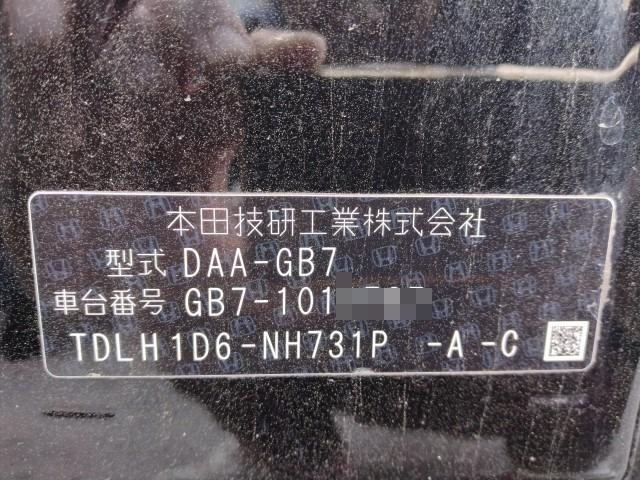 本田技研工業株式会社
型式 DAA-GB7
車台番号 GB7-101
TDLH1D6-NH731P -A -C